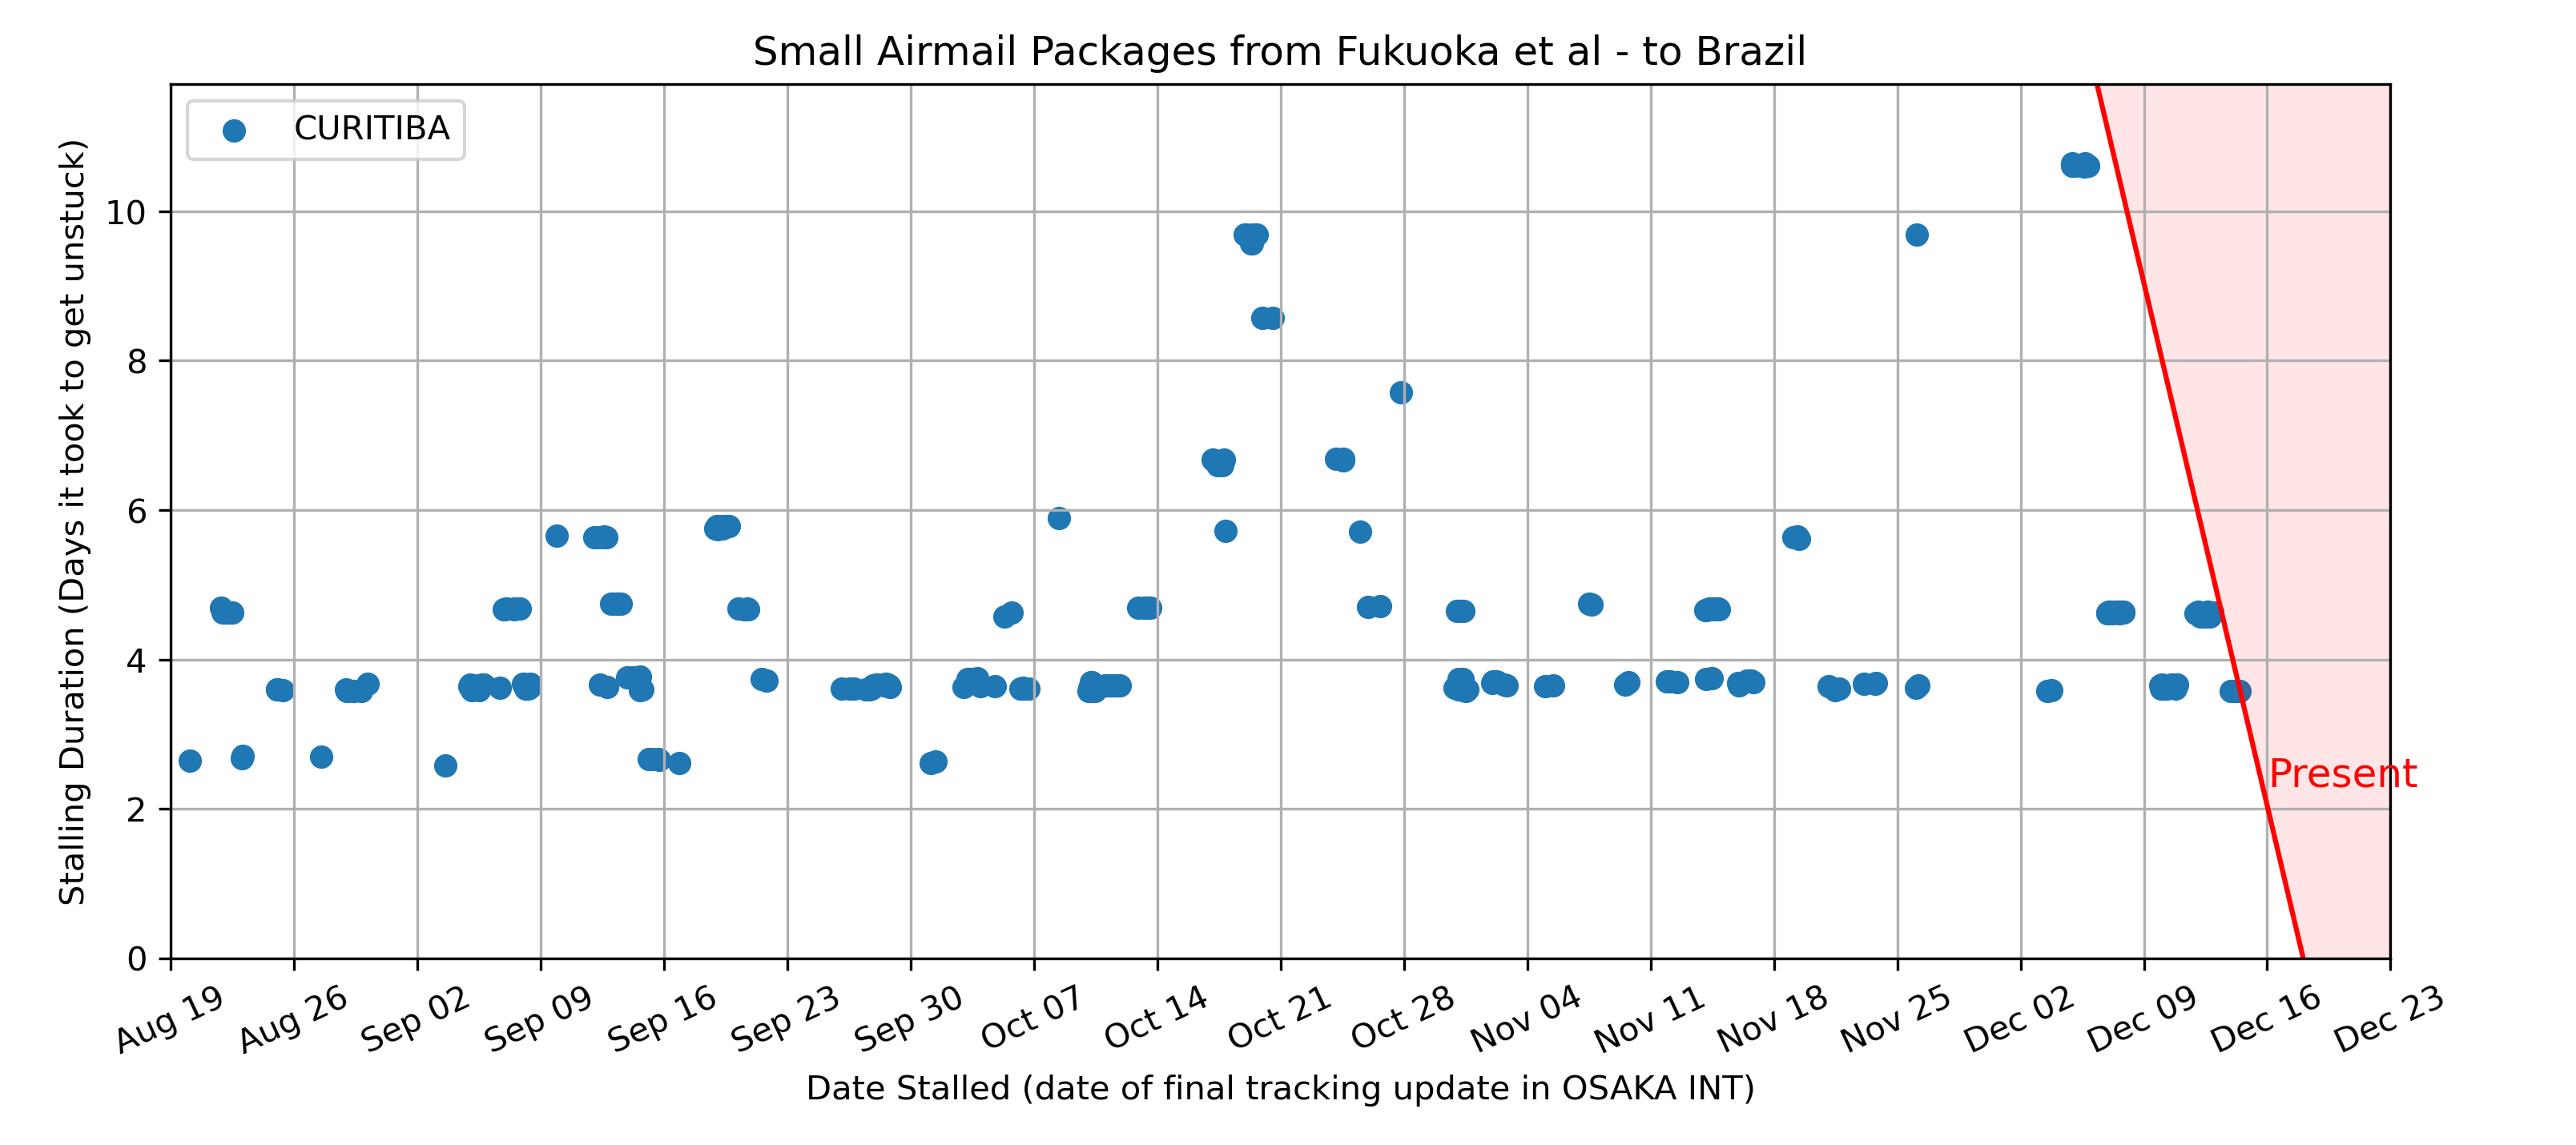 Small Airmail Packages from Fukuoka et al - to Brazil
CURITIBA
Stalling Duration (Days it took to get unstuck)
10
8
6
4
2
0
Present
Aug 19
Aug 26
Sep 02
Sep 09
Sep 16
Sep 23
Sep 30
Oct 07
Oct 14
Oct 21
Oct 28
Nov 04
Nov 11
Nov 18
Nov 25
Dec 02
Dec 09
Dec 16
Dec 23
Date Stalled (date of final tracking update in OSAKA INT)